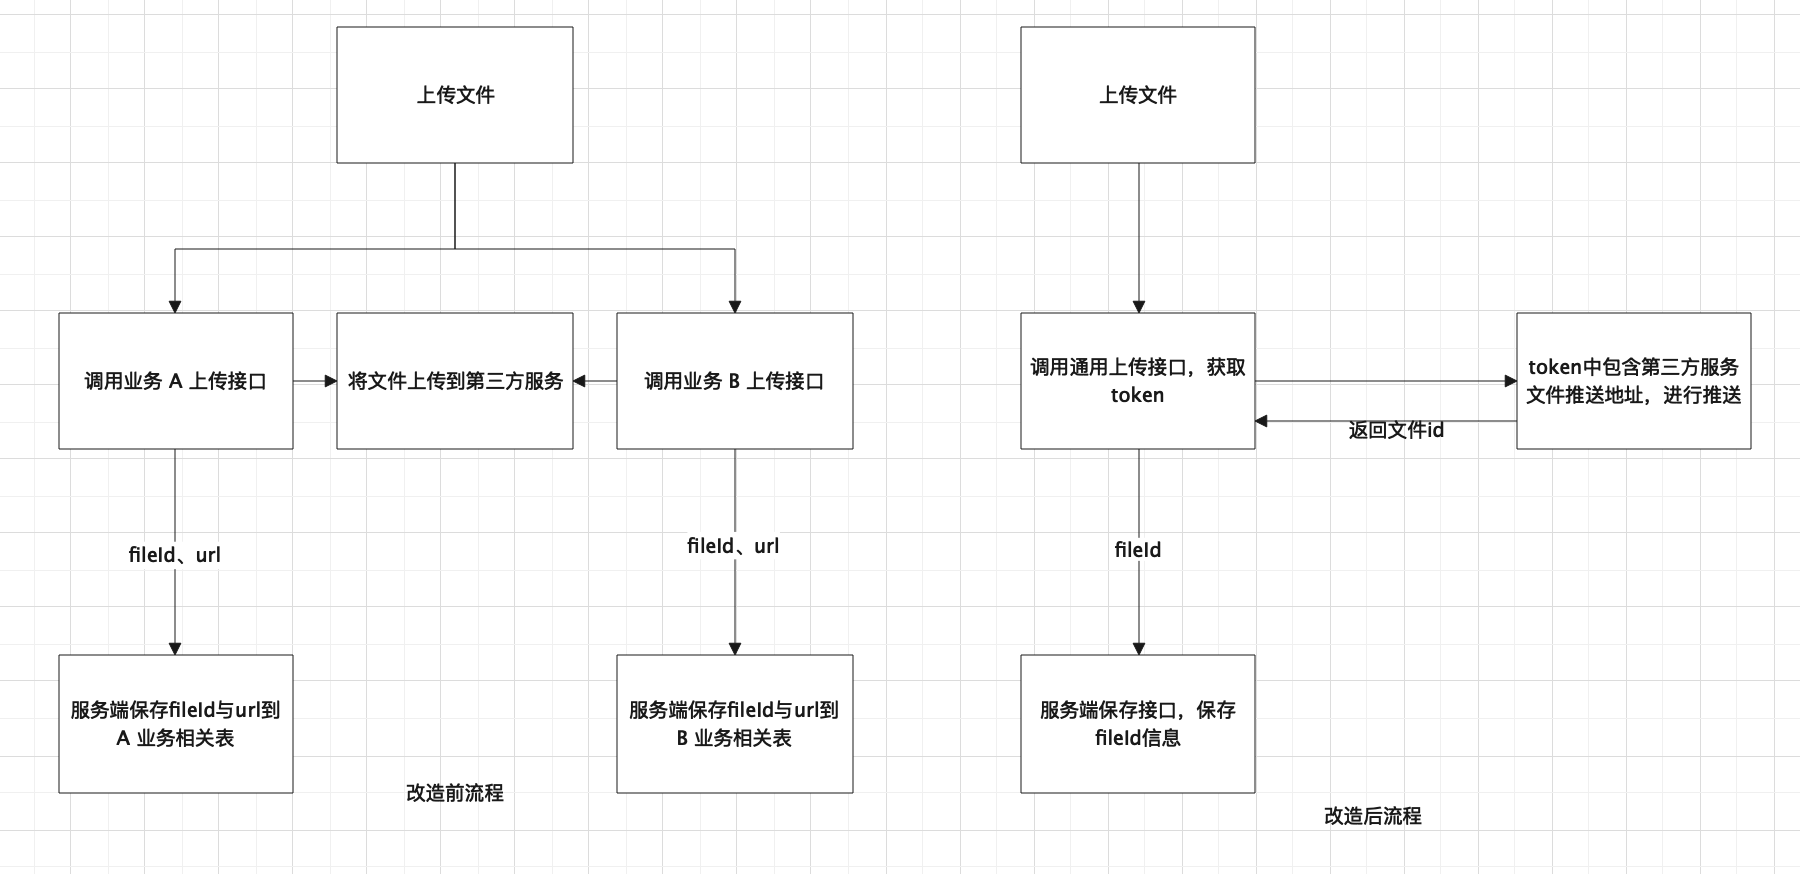 上传文件
调用业务 A 上传接口
将文件上传到第三方服务
调用业务 B 上传接口
fileId、url
fileId、url
服务端保存fileId与url到
A 业务相关表
服务端保存fileId与url到
B 业务相关表
改造前流程
上传文件
调用通用上传接口，获取
token
token中包含第三方服务
文件推送地址，进行推送
返回文件id
fileId
服务端保存接口，保存
fileId信息
改造后流程